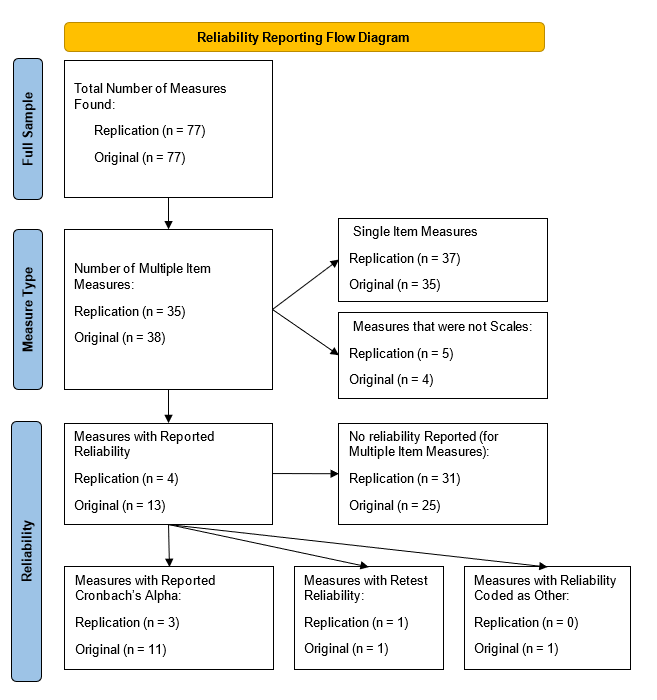 Reliability Reporting Flow Diagram
Full Sample
Total Number of Measures
Found:
Replication (n = 77)
Original (n = 77)
Measure Type
Number of Multiple Item
Measures:
Replication (n = 35)
Original (n = 38)
Single Item Measures
Replication (n = 37)
Original (n = 35)
Measures that were not Scales:
Replication (n = 5)
Original (n = 4)
Reliability
Measures with Reported
Reliability
Replication (n = 4)
Original (n = 13)
No reliability Reported (for
Multiple Item Measures):
Replication (n = 31)
Original (n = 25)
Measures with Reported
Cronbach's Alpha:
Replication (n = 3)
Original (n = 11)
Measures with Retest
Reliability:
Replication (n = 1)
Original (n = 1)
Measures with Reliability
Coded as Other:
Replication (n = 0)
Original (n = 1)